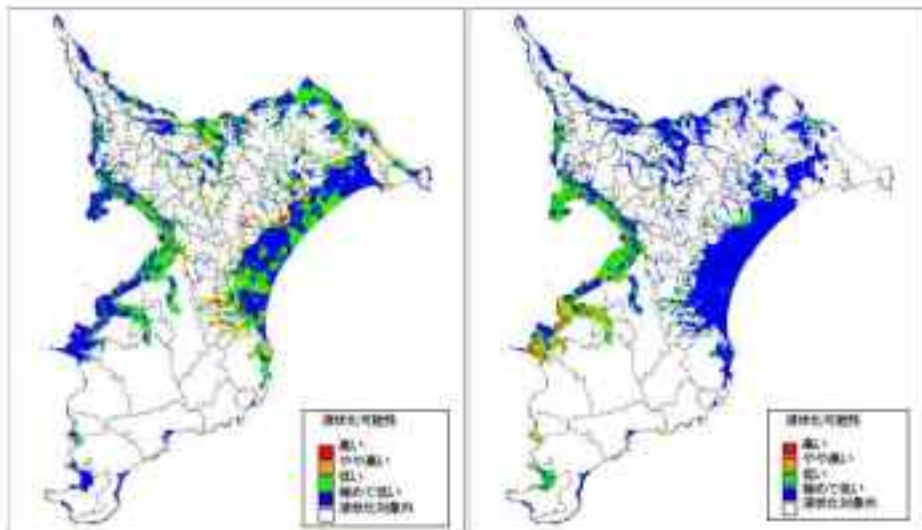 液状化可能性
高い
やや高い
低い
極めて低い
液状化対象外
液状化可能性
高い
やや高い
低い
極めて低い
液状化対象外